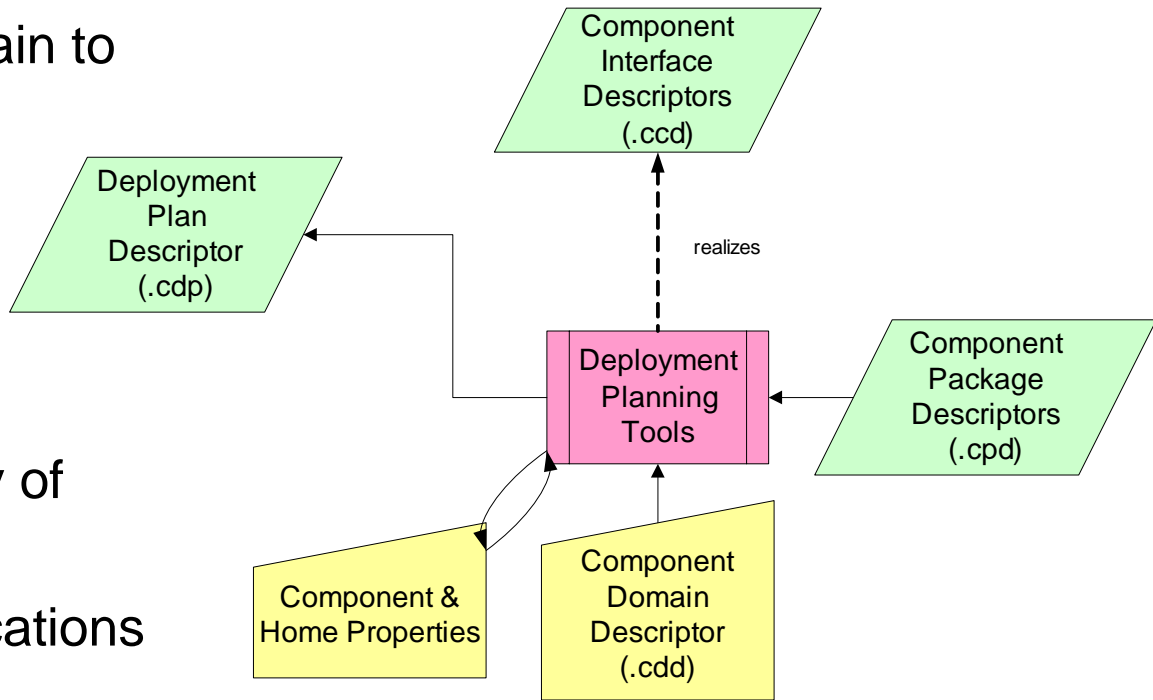 ain to
Component
Interface
Descriptors
(.ccd)
Deployment
Plan
Descriptor
(.cdp)
realizes
Deployment
Planning
Tools
Component
Package
Descriptors
(.cpd)
of
Component &
Home Properties
Component
Domain
Descriptor
(.cdd)
cations